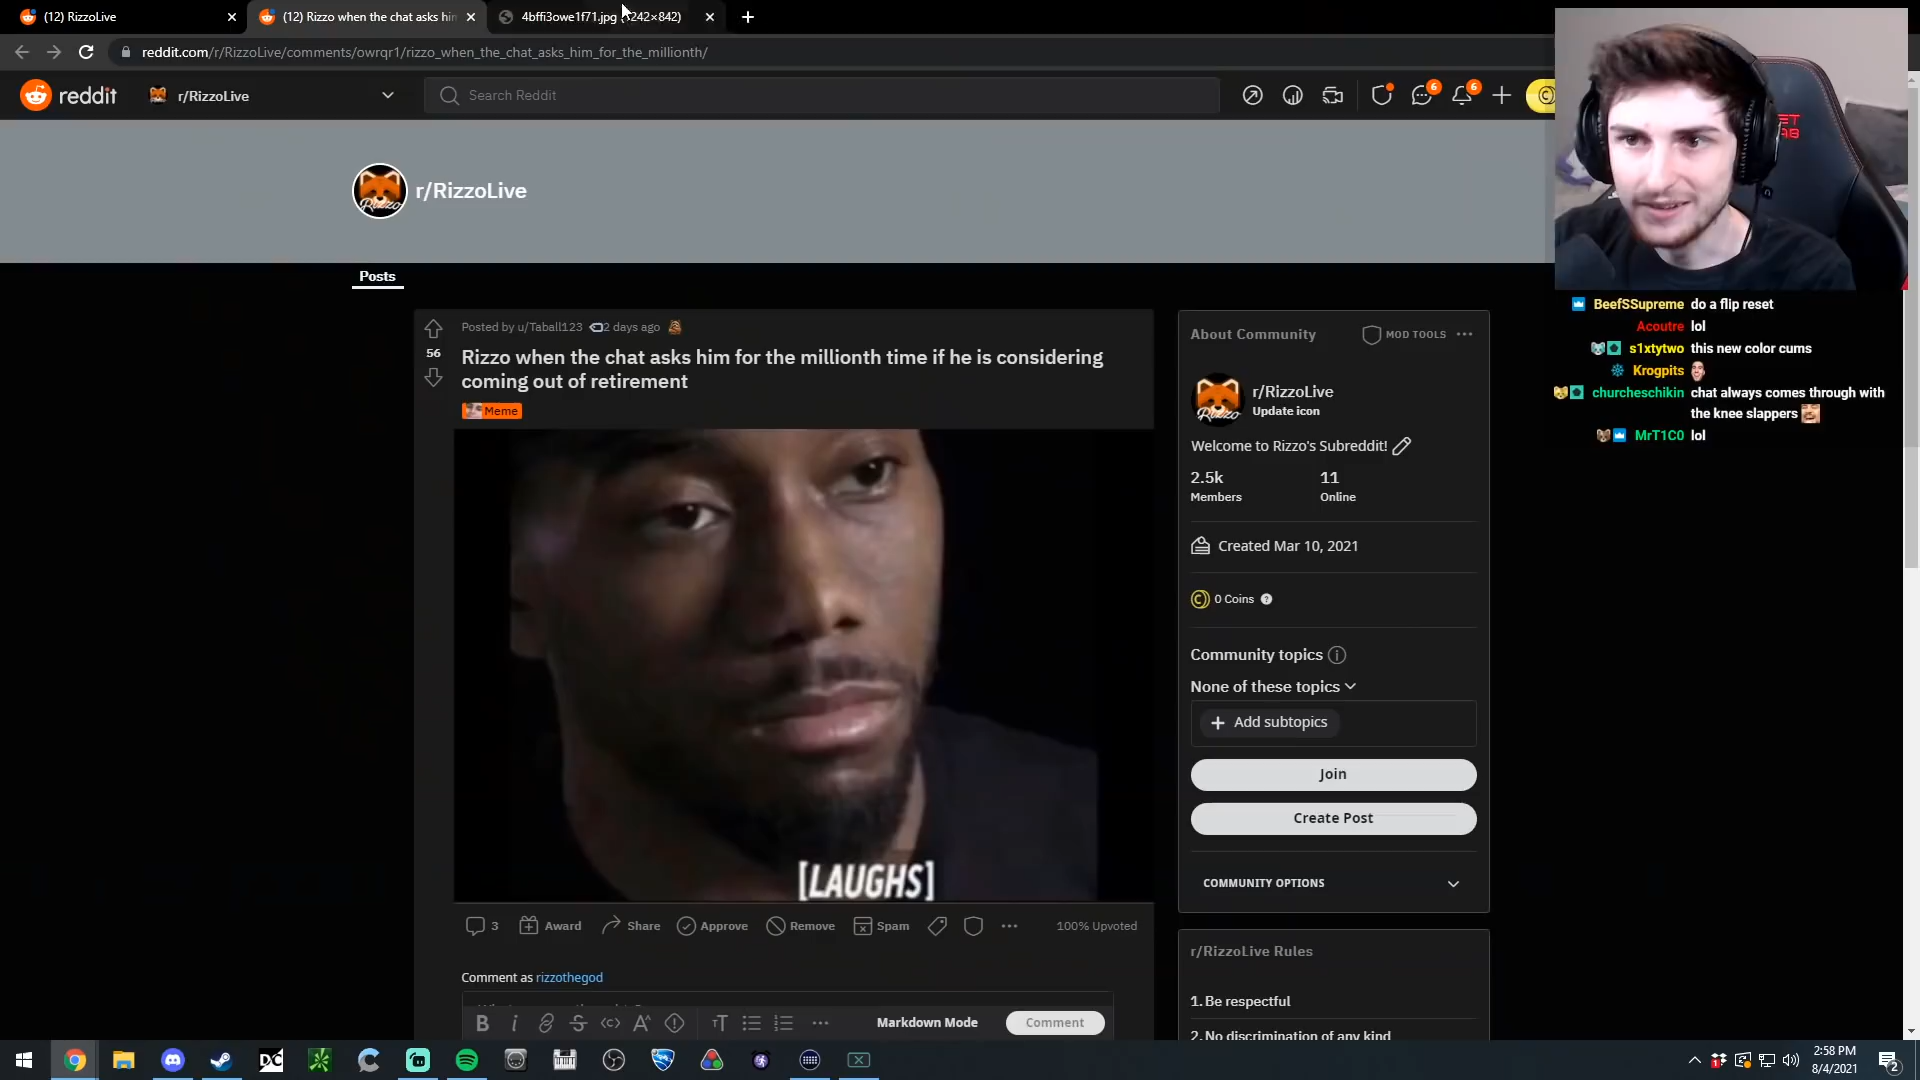 (12) RizzoLive
(12) Rizzo when the chat asks him
4bffi3owe1f71.jpg (1242×842)
reddit.com/r/RizzoLive/comments/owrqr1/rizzo_when_the_chat_asks_him_for_the_millionth/
reddit
r/RizzoLive
Search Reddit
6
6
r/RizzoLive
Posts
Posted by u/Taball123 2 days ago
56
Rizzo when the chat asks him for the millionth time if he is considering
coming out of retirement
Meme
[LAUGHS]
3
Award
Share
Approve
Remove
Spam
100% Upvoted
Comment as rizzothegod
B
i
Markdown Mode
Comment
About Community
MOD TOOLS
Rizzo
r/RizzoLive
Update icon
Welcome to Rizzo's Subreddit!
2.5k
Members
11
Online
Created Mar 10, 2021
0 Coins
Community topics
None of these topics
Add subtopics
Join
Create Post
COMMUNITY OPTIONS
r/RizzoLive Rules
1. Be respectful
2. No discrimination of any kind
BeefSSupreme do a flip reset
Acoutre lol
s1xtytwo this new color cums
Krogpits
churcheschikin chat always comes through with
the knee slappers
MrT1C0 lol
DC
2:58 PM
8/4/2021
2